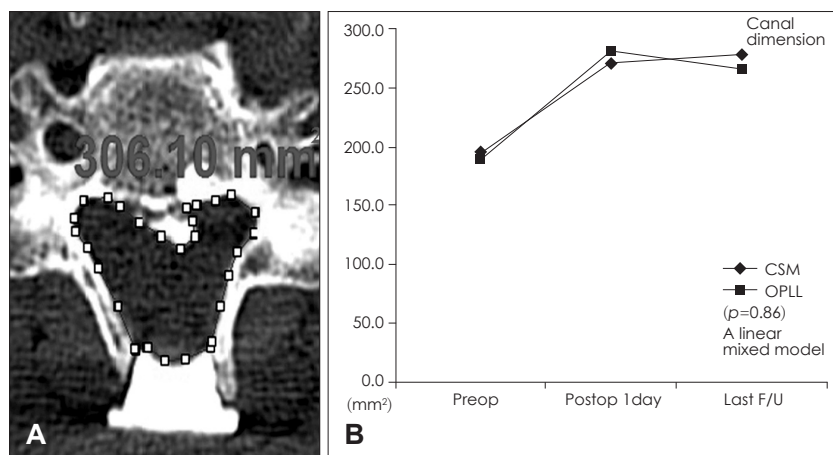 306.10 mm²
A
300.0
250.0
200.0
150.0
100.0
50.0
0.0
(mm²)
Preop
Postop 1day
Last F/U
Canal
dimension
CSM
OPLL
(p=0.86)
A linear
mixed model
B